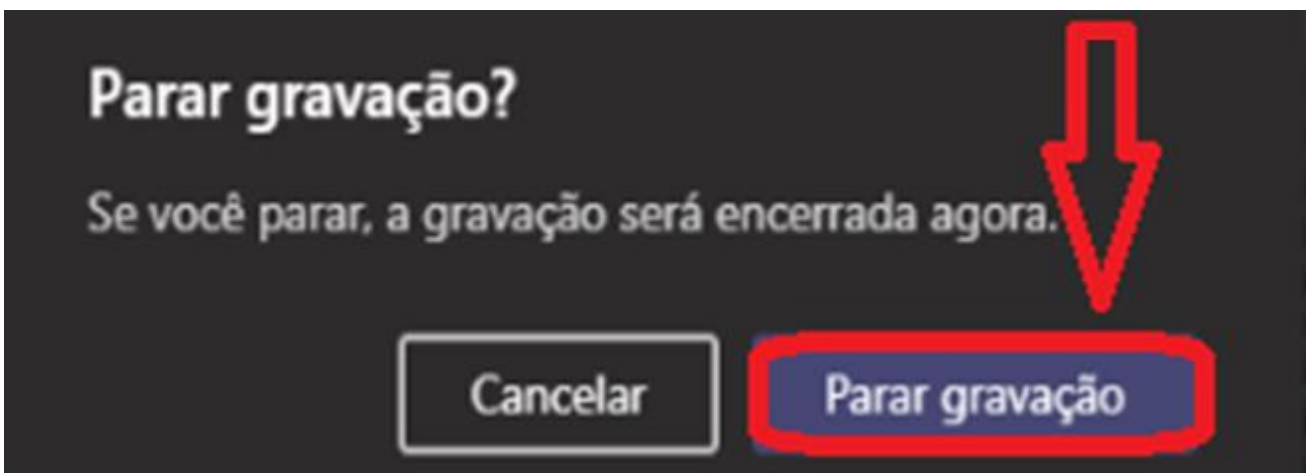 Parar gravação?
Se você parar, a gravação será encerrada agora.
Cancelar
Parar gravação